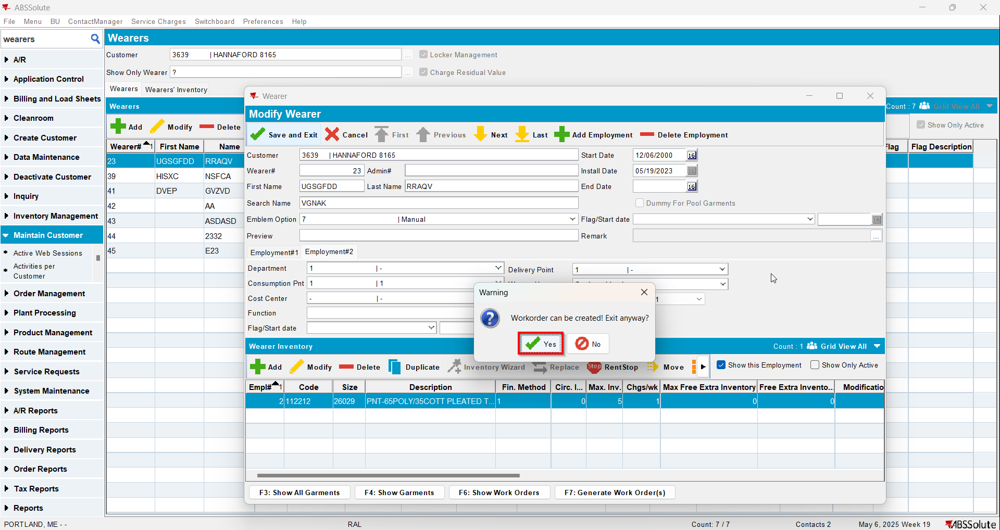 ABSSolute
File Menu BU ContactManager Service Charges Switchboard Preferences Help
wearers
Wearers
A/R
Application Control
Billing and Load Sheets
Cleanroom
Create Customer
Data Maintenance
Deactivate Customer
Inquiry
Inventory Management
Maintain Customer
Active Web Sessions
Activities per
Customer
Order Management
Plant Processing
Product Management
Route Management
Service Requests
System Maintenance
A/R Reports
Billing Reports
Delivery Reports
Order Reports
Tax Reports
Reports
Customer 3639 | HANNAFORD 8165 ... Locker Management
Show Only Wearer ? ... Charge Residual Value
Wearers Wearers' Inventory
Wearers Count : 7 Grid View All
Add Modify Delete Show Only Active
Wearer# 1 First Name Name Flag Flag Description
23 UGSGFDD RRAQV
39 HISXC NSFCA
41 DVEP GVZVD
42 AA
43 ASDASD
44 2332
45 E23
Wearer
Modify Wearer
Save and Exit Cancel First Previous Next Last Add Employment Delete Employment
Customer 3639 | HANNAFORD 8165 Start Date 12/06/2000 16
Wearer# 23 Admin# Install Date 05/19/2023 16
First Name UGSGFDD Last Name RRAQV End Date 16
Search Name VGNAK Dummy For Pool Garments
Emblem Option 7 | Manual Flag/Start date 16
Preview Remark ...
Employment#1 Employment#2
Department 1 | - Delivery Point 1 | -
Consumption Pnt 1 | 1
Cost Center - | - 1
Function
Flag/Start date
Warning
Workorder can be created! Exit anyway?
Yes No
Wearer Inventory Count : 1 Grid View All
Add Modify Delete Duplicate Inventory Wizard Replace Stop RentStop Move Show this Employment Show Only Active
Empl# 1 Code Size Description Fin. Method Circ. I... Max. Inv. Chgs/wk Max Free Extra Inventory Free Extra Invento... Modificatio
2 112212 26029 PNT-65POLY/35COTT PLEATED T... 1 0 5 1 0 0
F3: Show All Garments F4: Show Garments F6: Show Work Orders F7: Generate Work Order(s)
PORTLAND, ME - - RAL Count: 7 / 7 Contacts 2 May 6, 2025 Week 19 ABSSolute